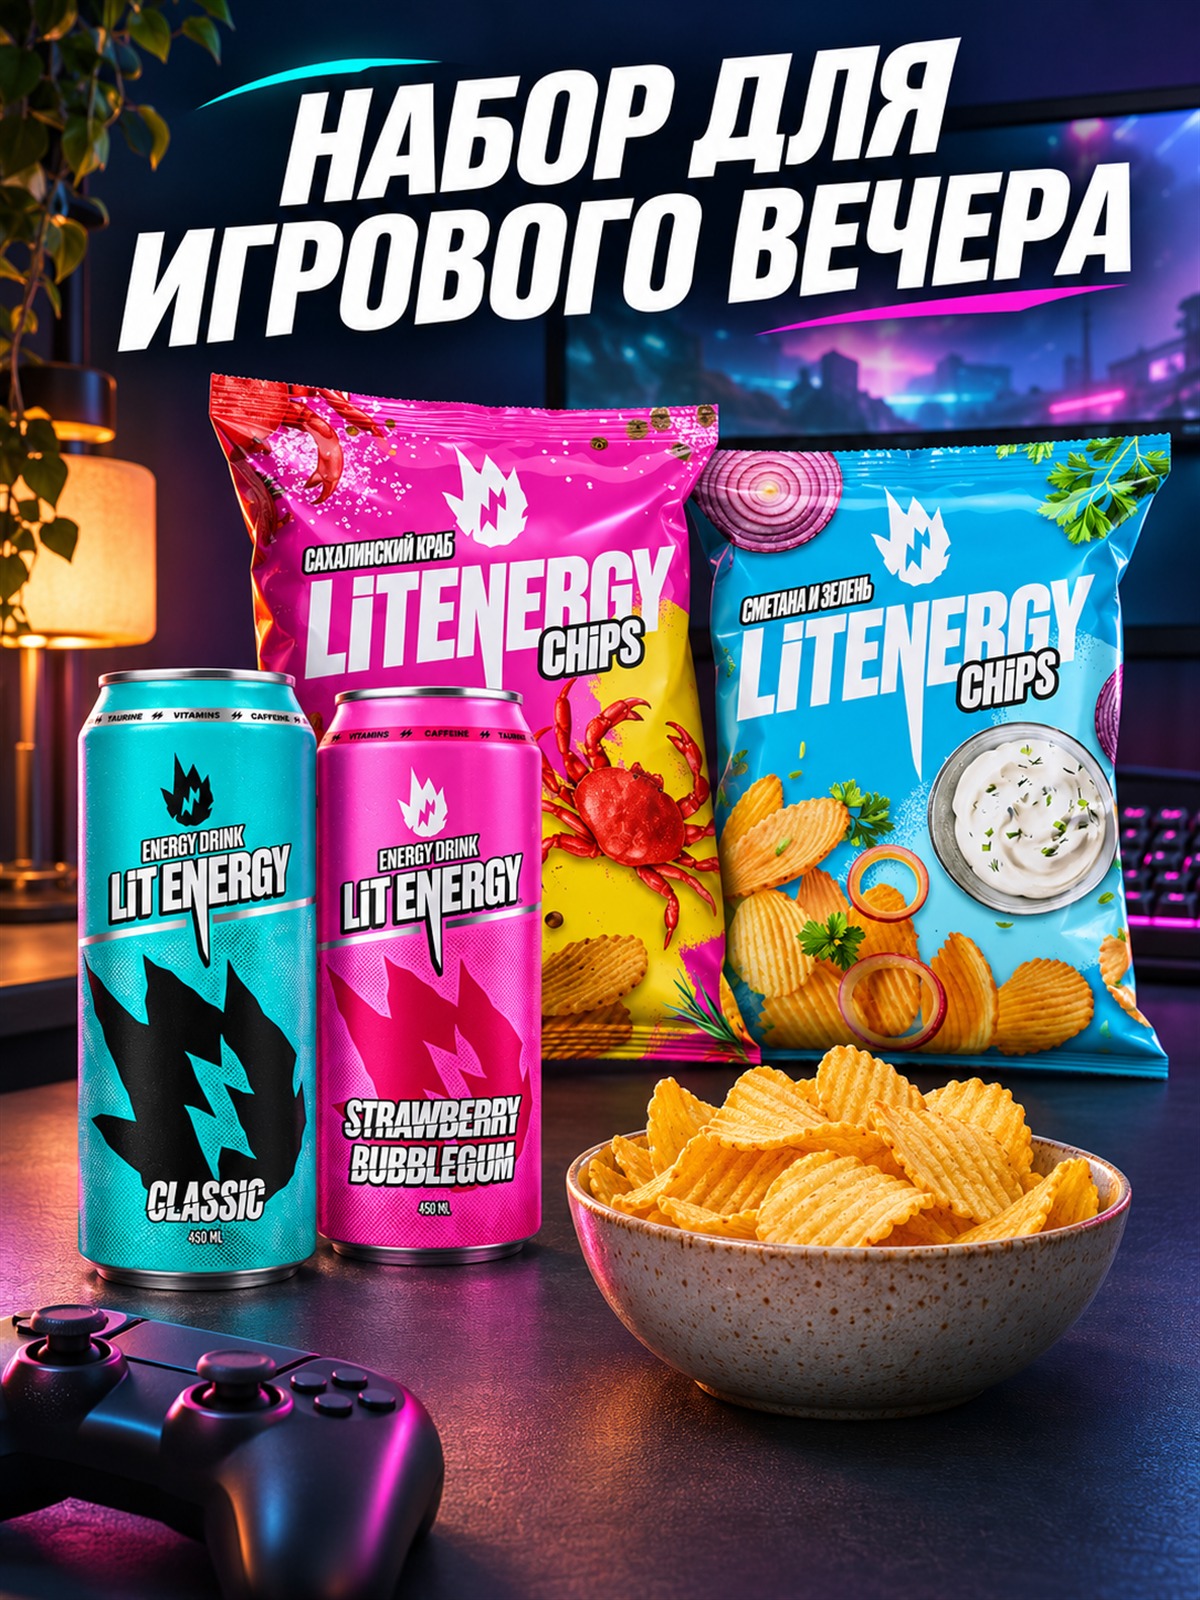 НАБОР ДЛЯ
ИГРОВОГО ВЕЧЕРА
САХАЛИНСКИЙ КРАБ
LiTENERGY
CHiPS
СМЕТАНА И ЗЕЛЕНЬ
LiTENERGY
CHiPS
TAURINE VITAMINS CAFFEINE
ENERGY DRINK
LiT ENERGY
CLASSIC
450 ML
VITAMINS CAFFEINE TAURINE
ENERGY DRINK
LiT ENERGY
STRAWBERRY
BUBBLEGUM
450 ML